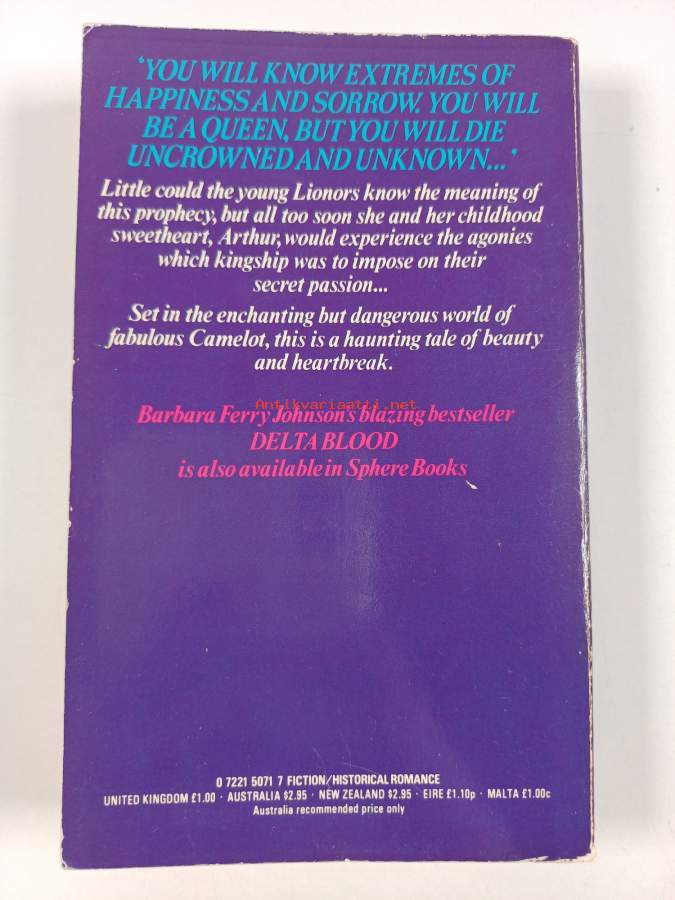 'YOU WILL KNOW EXTREMES OF
HAPPINESS AND SORROW. YOU WILL
BE A QUEEN, BUT YOU WILL DIE
UNCROWNED AND UNKNOWN...'
Little could the young Lionors know the meaning of
this prophecy, but all too soon she and her childhood
sweetheart, Arthur, would experience the agonies
which kingship was to impose on their
secret passion...
Set in the enchanting but dangerous world of
fabulous Camelot, this is a haunting tale of beauty
and heartbreak.
Antikvariaatti.net
Barbara Ferry Johnson's blazing bestseller
DELTA BLOOD
is also available in Sphere Books
0 7221 5071 7 FICTION/HISTORICAL ROMANCE
UNITED KINGDOM £1.00 · AUSTRALIA $2.95 · NEW ZEALAND $2.95 · EIRE £1.10p · MALTA £1.00c
Australia recommended price only